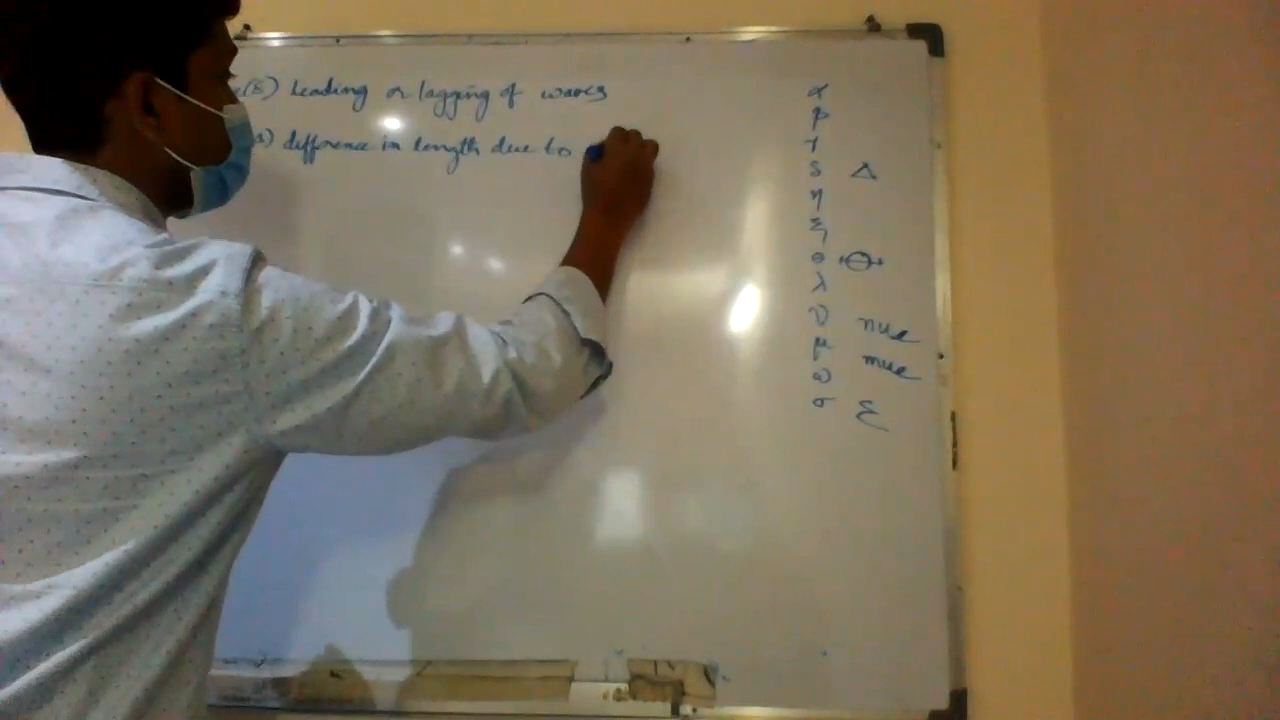 (δ) Leading or lagging of waves
difference in length due to
α
β
γ
δ Δ
η
ξ
θ
λ
ν nue
μ mue
ω
σ Σ